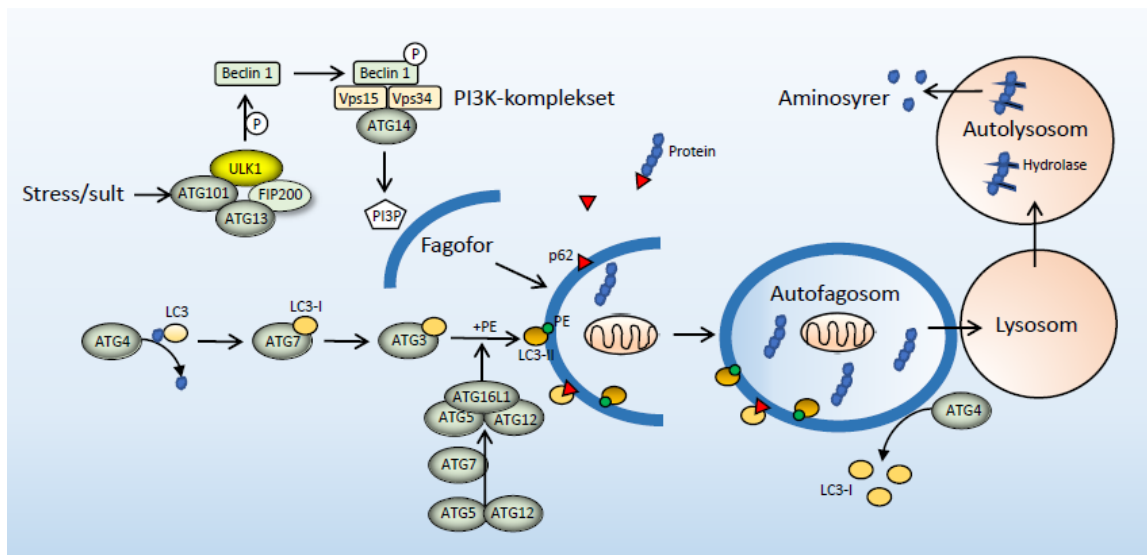 Beclin 1
P
Beclin 1
Vps15 Vps34
ATG14
PI3K-komplekset
P
ULK1
ATG101
FIP200
ATG13
Stress/sult
PI3P
Fagofor
Protein
p62
Aminosyrer
Autolysosom
Hydrolase
Lysosom
Autofagosom
ATG4
LC3
LC3-I
ATG7
ATG3
+PE
PE
LC3-II
ATG16L1
ATG5
ATG12
ATG7
ATG5
ATG12
ATG4
LC3-I